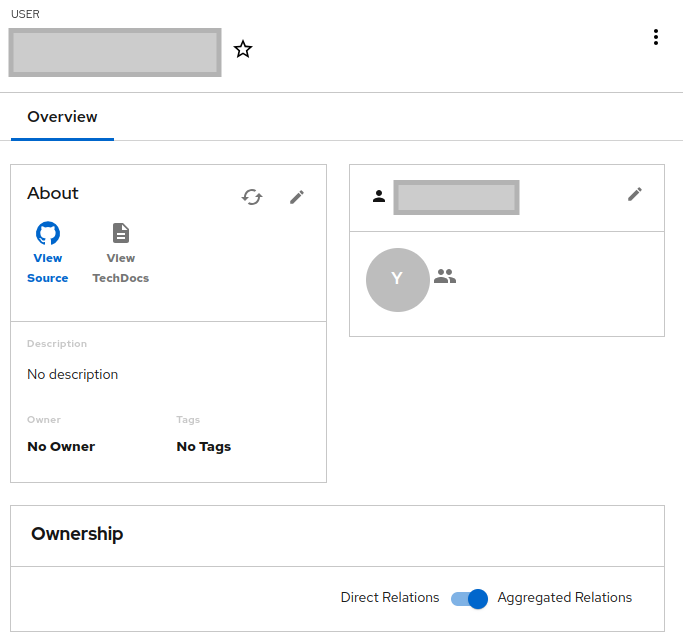 USER
Overview
About
View
Source
View
TechDocs
Y
Description
No description
Owner
Tags
No Owner
No Tags
Ownership
Direct Relations
Aggregated Relations